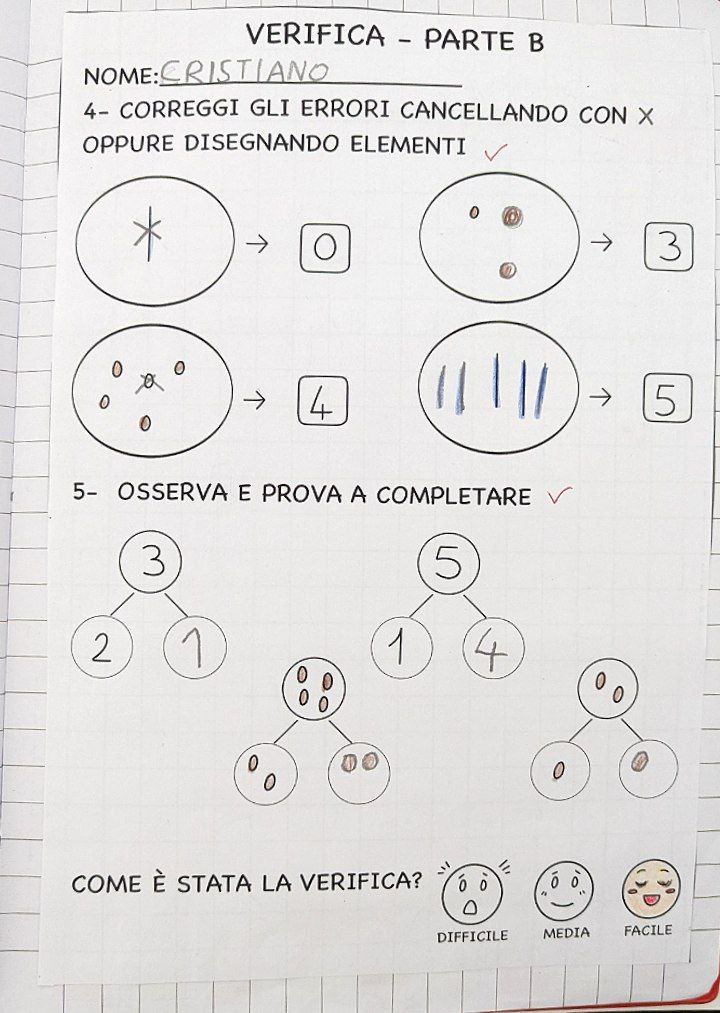 VERIFICA - PARTE B
NOME: CRISTIANO
4- CORREGGI GLI ERRORI CANCELLANDO CON X
OPPURE DISEGNANDO ELEMENTI
→ 0
→ 3
→ 4
→ 5
5- OSSERVA E PROVA A COMPLETARE
3
5
2 1
1 4
COME È STATA LA VERIFICA?
DIFFICILE
MEDIA
FACILE